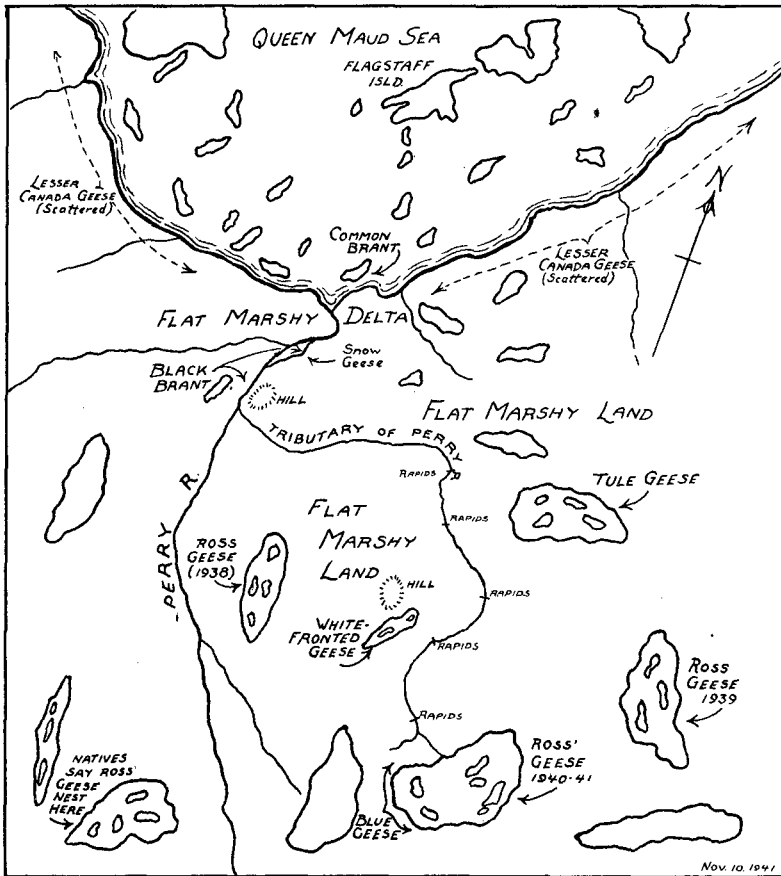 QUEEN MAUD SEA
FLAGSTAFF
ISLD.
LESSER
CANADA GEESE
(Scattered)
N
COMMON
BRANT
LESSER
CANADA GEESE
(Scattered)
FLAT MARSHY DELTA
SNOW
GEESE
BLACK
BRANT
HILL
FLAT MARSHY LAND
TRIBUTARY OF PERRY
RAPIDS
TULE GEESE
RAPIDS
PERRY R.
FLAT
MARSHY
LAND
ROSS
GEESE
(1938)
HILL
RAPIDS
WHITE-
FRONTED
GEESE
RAPIDS
ROSS
GEESE
1939
RAPIDS
NATIVES
SAY ROSS'
GEESE
NEST
HERE
ROSS'
GEESE
1940-41
BLUE
GEESE
Nov. 10. 1941